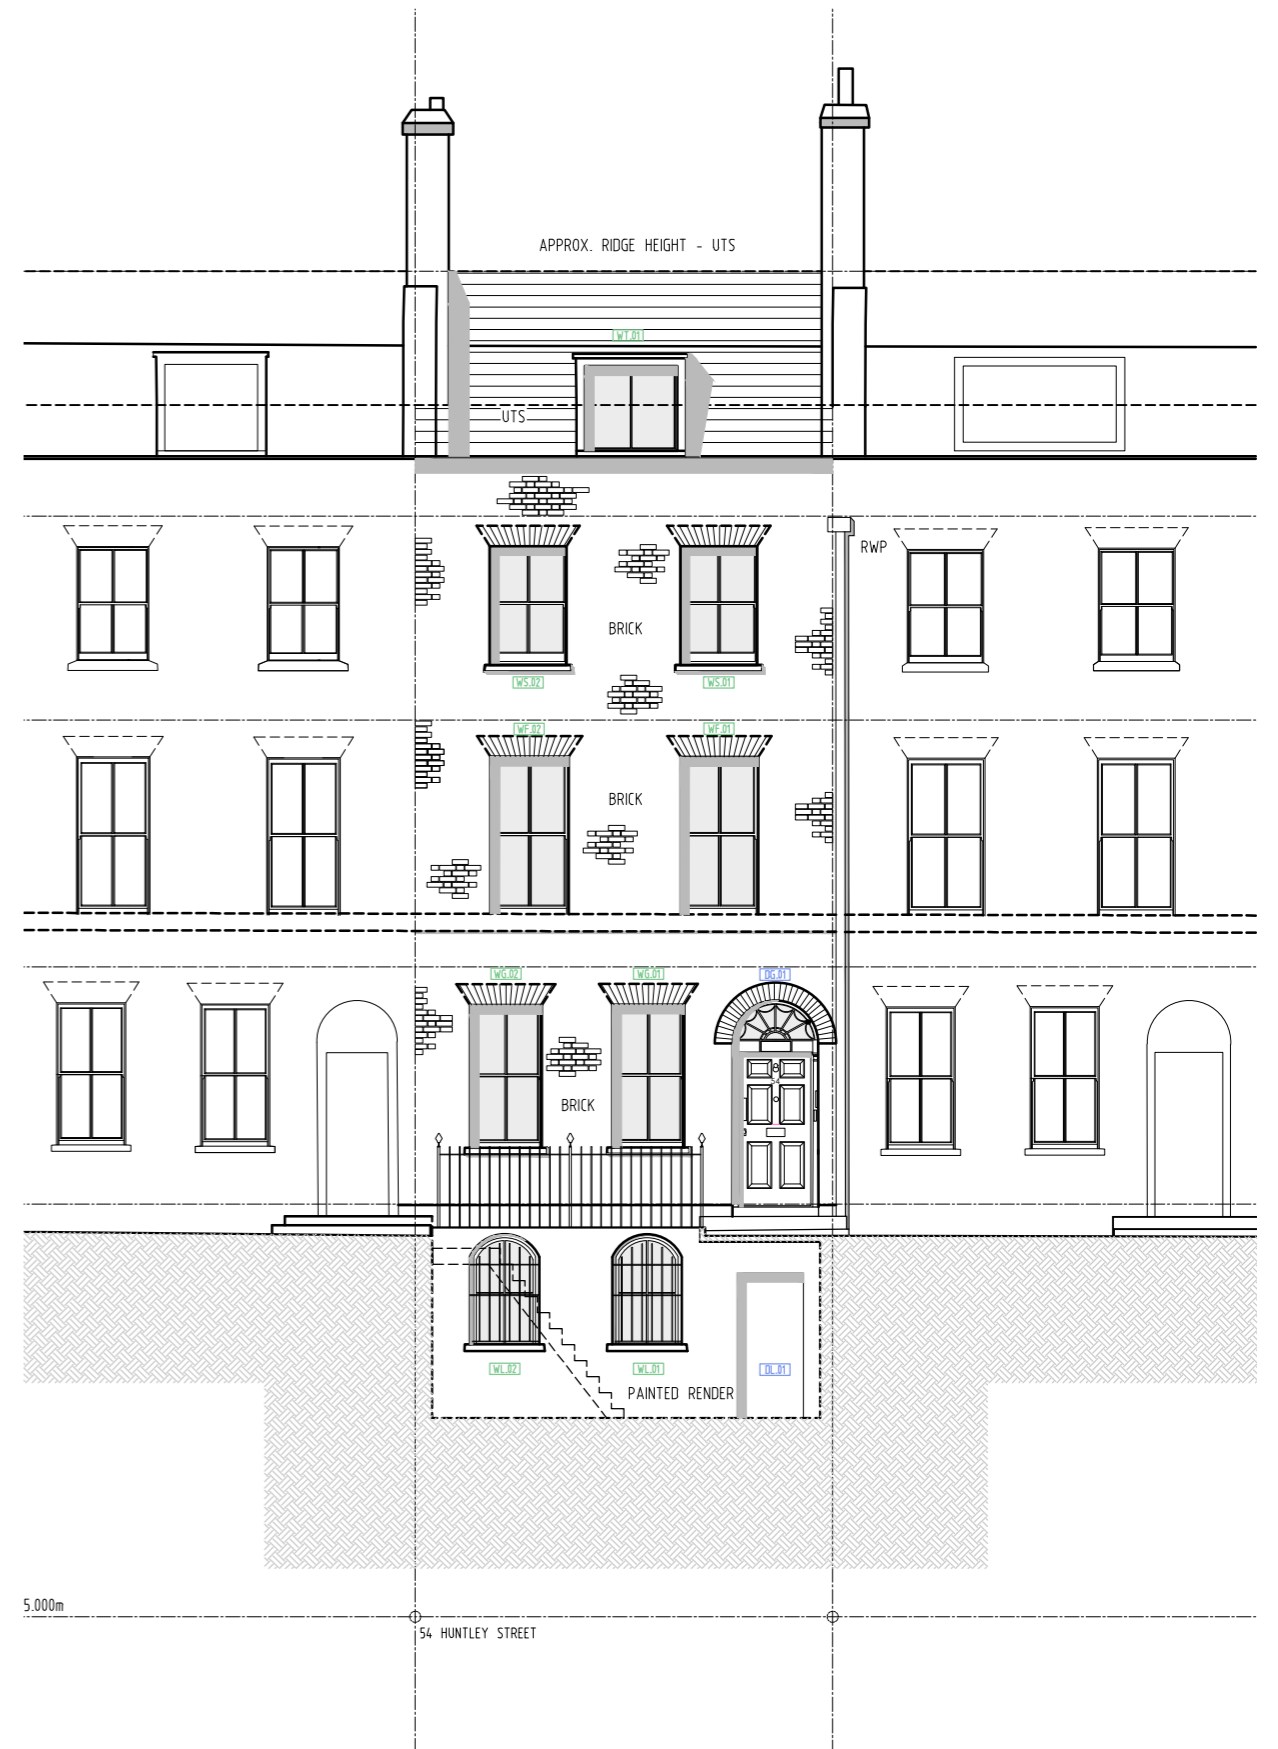 APPROX. RIDGE HEIGHT - UTS
WT.01
UTS
RWP
BRICK
WS.02
WS.01
WF.02
WF.01
BRICK
WG.02
WG.01
DG.01
54
BRICK
WL.02
WL.01
DL.01
PAINTED RENDER
5.000m
54 HUNTLEY STREET